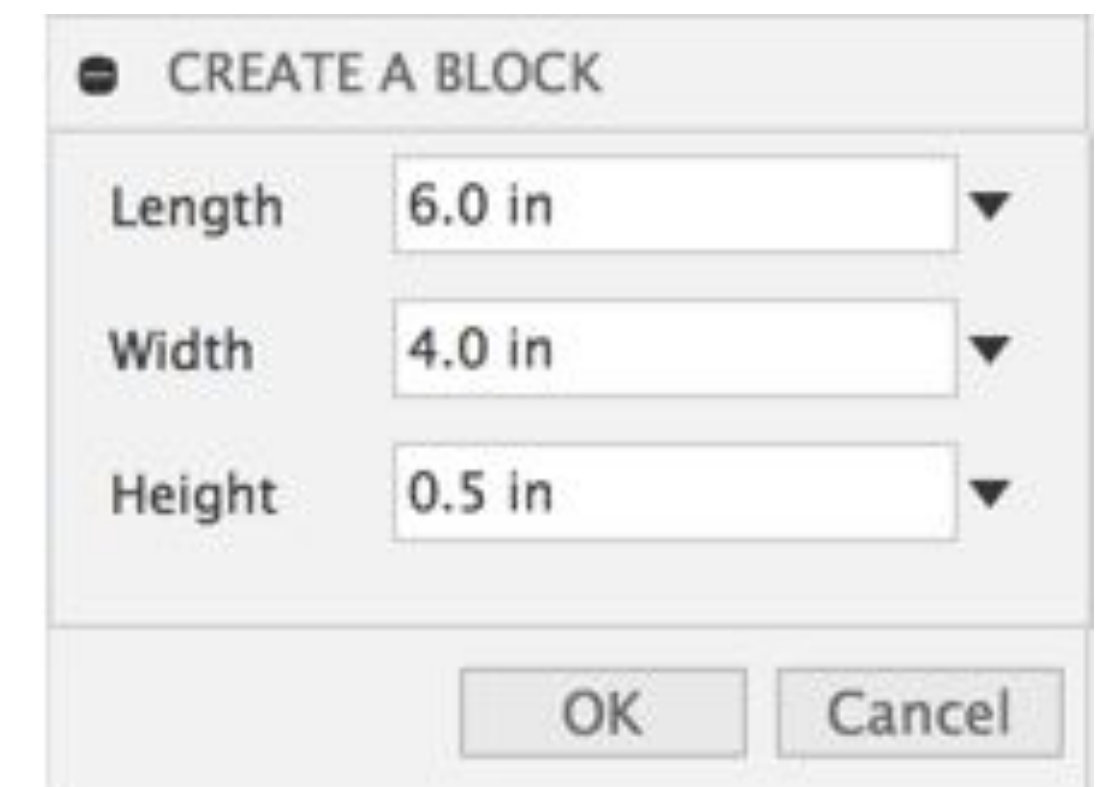 CREATE A BLOCK
Length 6.0 in
Width 4.0 in
Height 0.5 in
OK Cancel